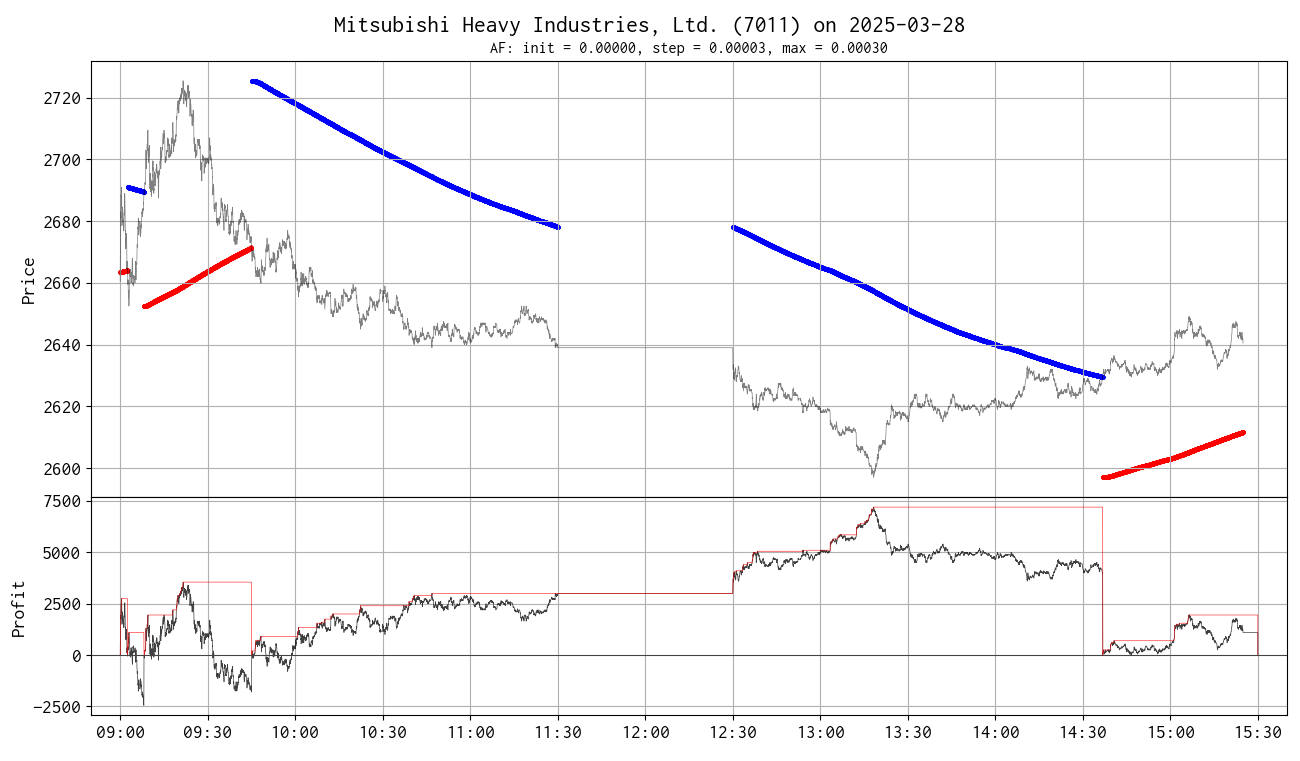 Mitsubishi Heavy Industries, Ltd. (7011) on 2025-03-28
AF: init = 0.00000, step = 0.00003, max = 0.00030
Price
2720
2700
2680
2660
2640
2620
2600
Profit
7500
5000
2500
0
−2500
09:00 09:30 10:00 10:30 11:00 11:30 12:00 12:30 13:00 13:30 14:00 14:30 15:00 15:30